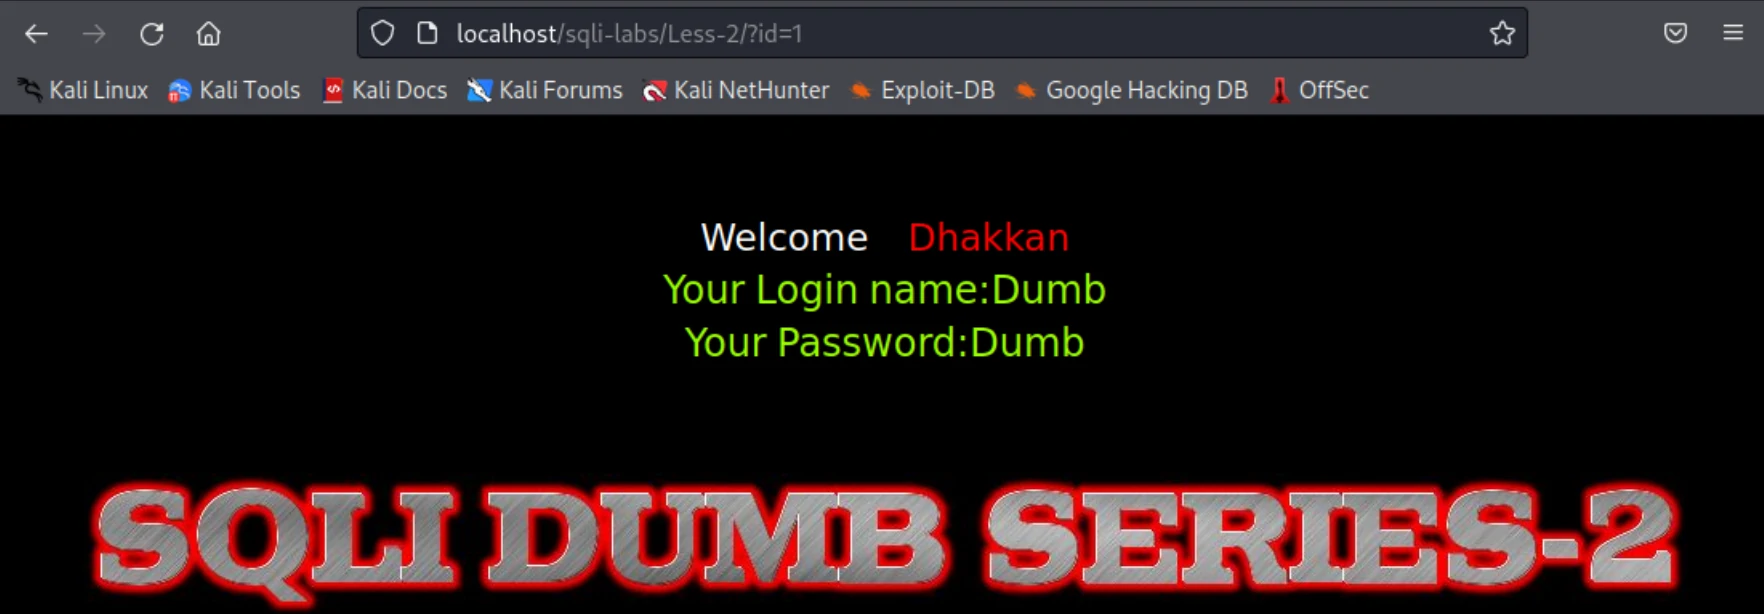 localhost/sqli-labs/Less-2/?id=1
Kali Linux Kali Tools Kali Docs Kali Forums Kali NetHunter Exploit-DB Google Hacking DB OffSec
Welcome Dhakkan
Your Login name:Dumb
Your Password:Dumb
SQLI DUMB SERIES-2